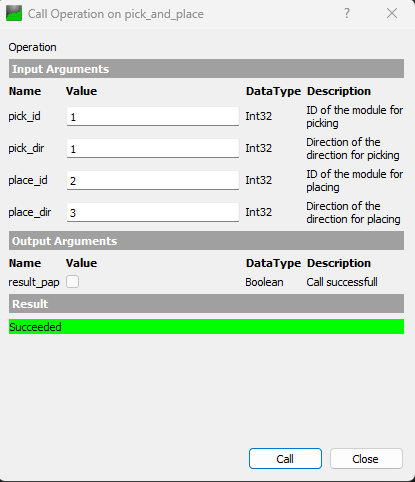 Call Operation on pick_and_place
?
Operation
Input Arguments
Name Value DataType Description
pick_id 1 Int32 ID of the module for
picking
pick_dir 1 Int32 Direction of the
direction for picking
place_id 2 Int32 ID of the module for
placing
place_dir 3 Int32 Direction of the
direction for placing
Output Arguments
Name Value DataType Description
result_pap Boolean Call successfull
Result
Succeeded
Call Close